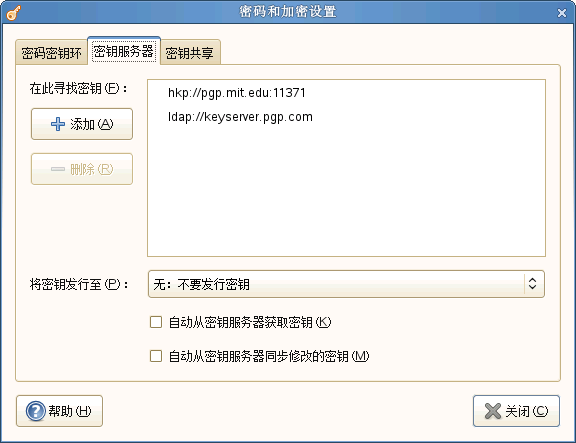 密码和加密设置
密码密钥环 密钥服务器 密钥共享
在此寻找密钥(F)：
hkp://pgp.mit.edu:11371
ldap://keyserver.pgp.com
添加(A)
删除(R)
将密钥发行至(P)：
无：不要发行密钥
自动从密钥服务器获取密钥(K)
自动从密钥服务器同步修改的密钥(M)
帮助(H)
关闭(C)